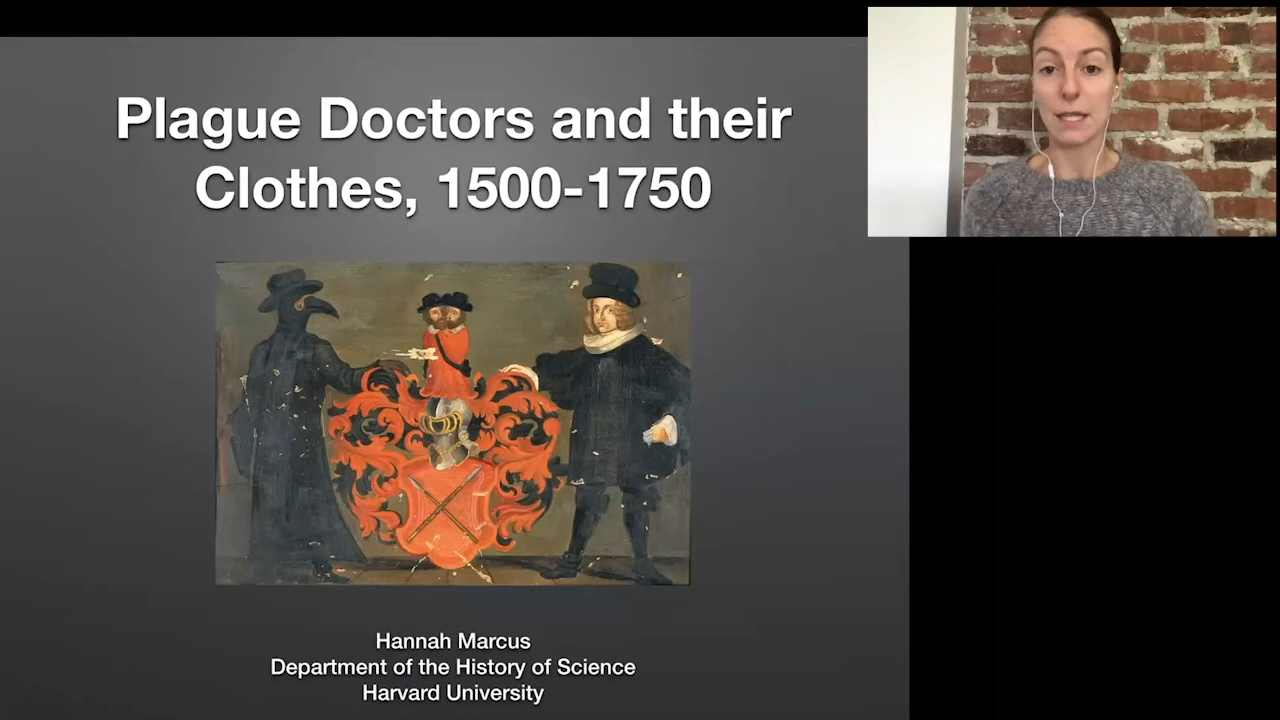 Plague Doctors and their
Clothes, 1500-1750
Hannah Marcus
Department of the History of Science
Harvard University